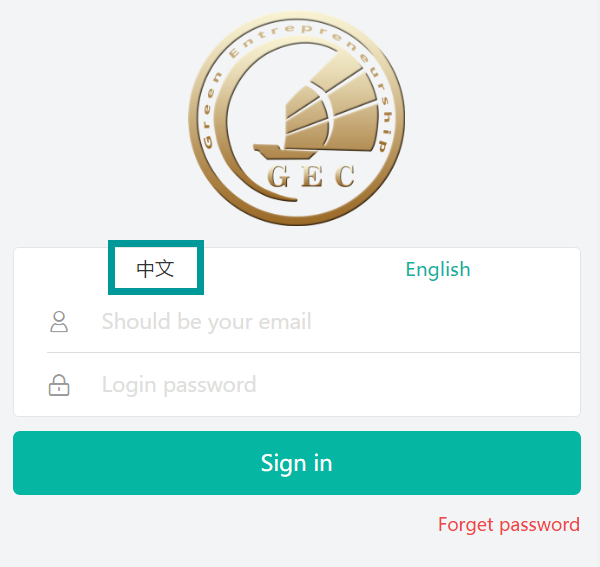 Green Entrepreneurship
GEC
中文 English
Should be your email
Login password
Sign in
Forget password